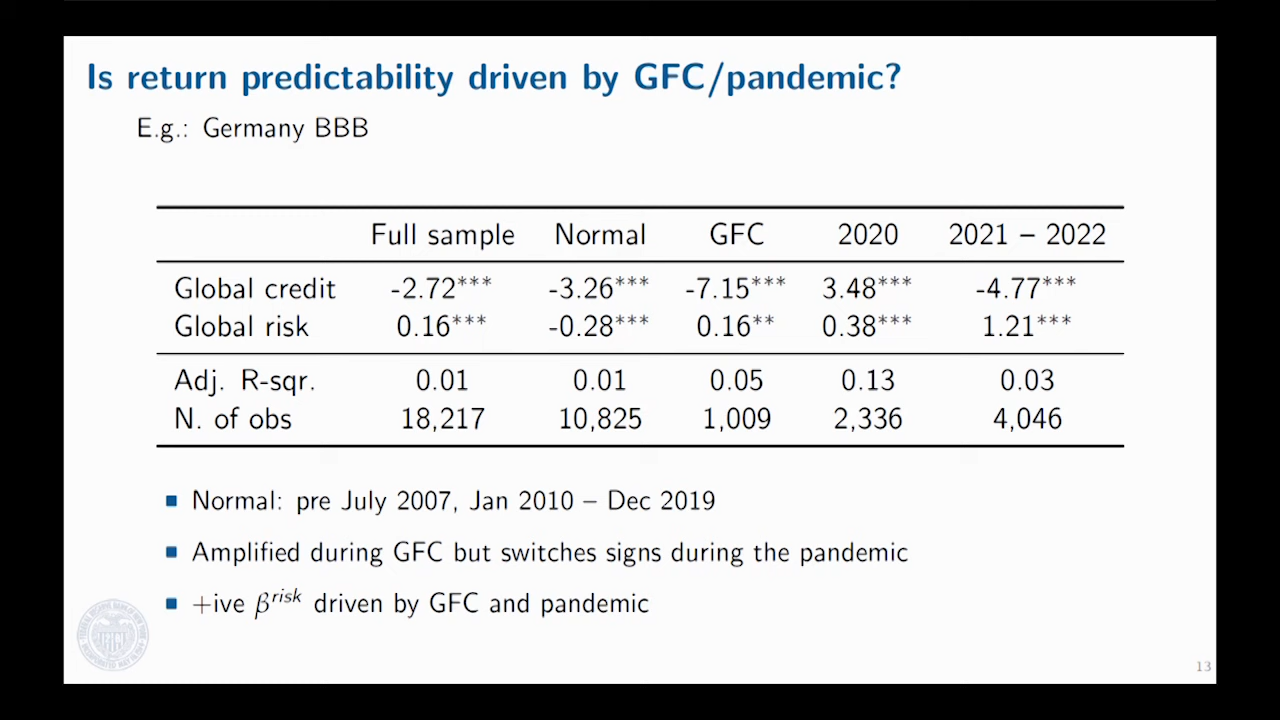 Is return predictability driven by GFC/pandemic?
E.g.: Germany BBB
Full sample Normal GFC 2020 2021 – 2022
Global credit -2.72*** -3.26*** -7.15*** 3.48*** -4.77***
Global risk 0.16*** -0.28*** 0.16** 0.38*** 1.21***
Adj. R-sqr. 0.01 0.01 0.05 0.13 0.03
N. of obs 18,217 10,825 1,009 2,336 4,046
Normal: pre July 2007, Jan 2010 – Dec 2019
Amplified during GFC but switches signs during the pandemic
+ive β^risk driven by GFC and pandemic
13